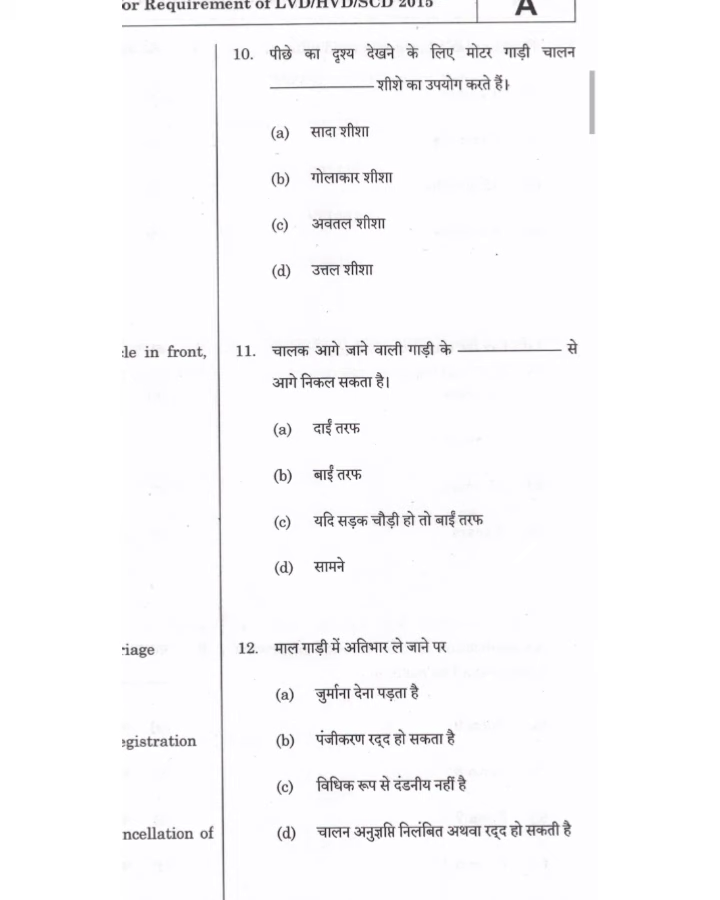 or Requirement of LVD/HVD/SCD 2015
A
10. पीछे का दृश्य देखने के लिए मोटर गाड़ी चालन
———— शीशे का उपयोग करते हैं।
(a) सादा शीशा
(b) गोलाकार शीशा
(c) अवतल शीशा
(d) उत्तल शीशा
le in front,
11. चालक आगे जाने वाली गाड़ी के ———— से
आगे निकल सकता है।
(a) दाईं तरफ
(b) बाईं तरफ
(c) यदि सड़क चौड़ी हो तो बाईं तरफ
(d) सामने
riage
12. माल गाड़ी में अतिभार ले जाने पर
(a) जुर्माना देना पड़ता है
egistration
(b) पंजीकरण रद्द हो सकता है
(c) विधिक रूप से दंडनीय नहीं है
ncellation of
(d) चालन अनुज्ञप्ति निलंबित अथवा रद्द हो सकती है